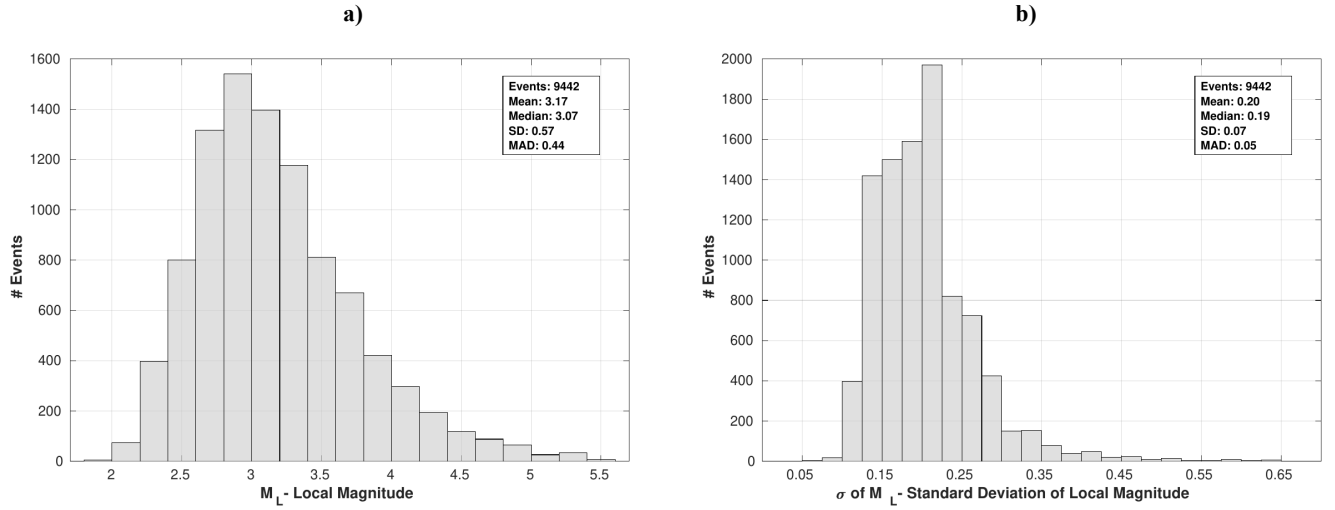 a)
1600
1400
1200
1000
800
600
400
200
0
# Events
Events: 9442
Mean: 3.17
Median: 3.07
SD: 0.57
MAD: 0.44
2 2.5 3 3.5 4 4.5 5 5.5
M_L - Local Magnitude
b)
2000
1800
1600
1400
1200
1000
800
600
400
200
0
# Events
Events: 9442
Mean: 0.20
Median: 0.19
SD: 0.07
MAD: 0.05
0.05 0.15 0.25 0.35 0.45 0.55 0.65
σ of M_L - Standard Deviation of Local Magnitude